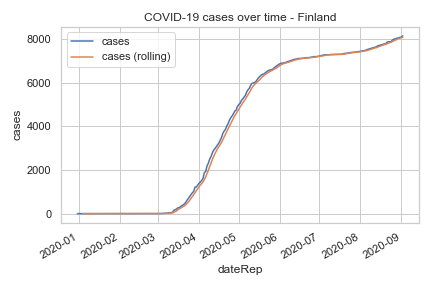 COVID-19 cases over time - Finland
cases
cases (rolling)
8000
6000
4000
2000
0
cases
2020-01
2020-02
2020-03
2020-04
2020-05
2020-06
2020-07
2020-08
2020-09
dateRep